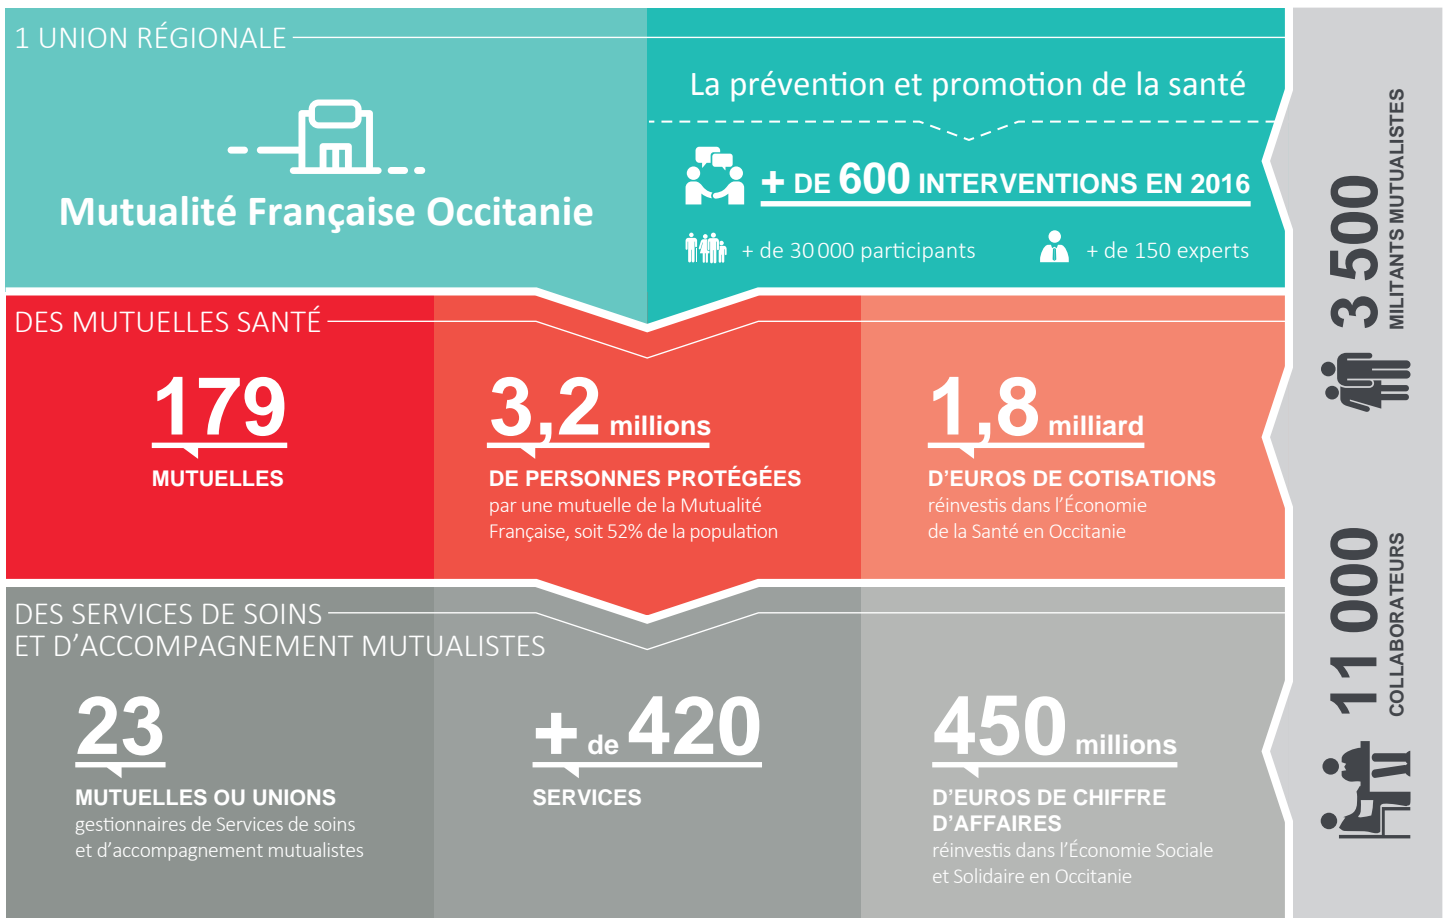 1 UNION RÉGIONALE
Mutualité Française Occitanie
La prévention et promotion de la santé
+ DE 600 INTERVENTIONS EN 2016
+ de 30 000 participants
+ de 150 experts
DES MUTUELLES SANTÉ
179
MUTUELLES
3,2 millions
DE PERSONNES PROTÉGÉES
par une mutuelle de la Mutualité
Française, soit 52% de la population
1,8 milliard
D'EUROS DE COTISATIONS
réinvestis dans l'Économie
de la Santé en Occitanie
DES SERVICES DE SOINS
ET D'ACCOMPAGNEMENT MUTUALISTES
23
MUTUELLES OU UNIONS
gestionnaires de Services de soins
et d'accompagnement mutualistes
+ de 420
SERVICES
450 millions
D'EUROS DE CHIFFRE
D'AFFAIRES
réinvestis dans l'Économie Sociale
et Solidaire en Occitanie
3 500
MILITANTS MUTUALISTES
11 000
COLLABORATEURS